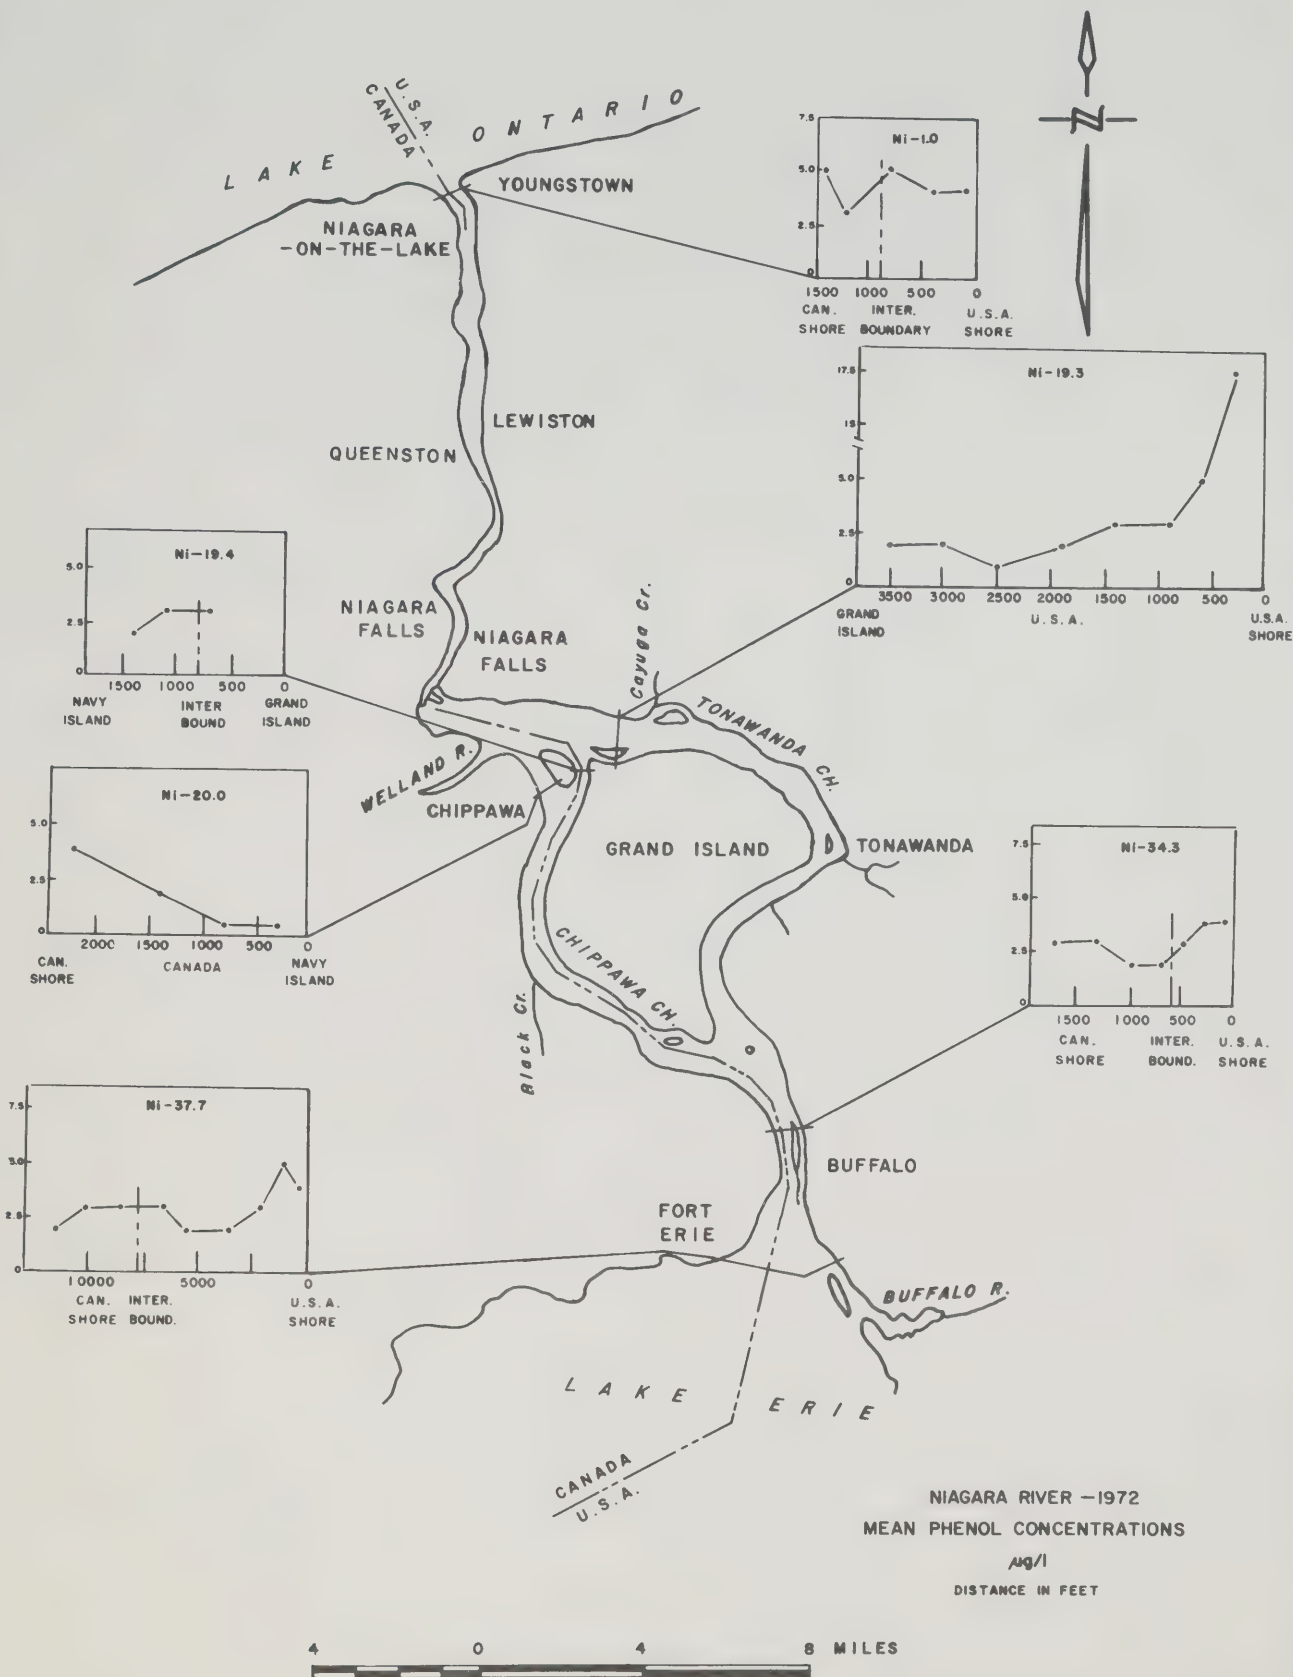 U.S.A.
CANADA
LAKE ONTARIO
YOUNGSTOWN
NIAGARA
-ON-THE-LAKE
N
Ni-1.0
7.5
5.0
2.5
0
1500 1000 500 0
CAN. INTER. U.S.A.
SHORE BOUNDARY SHORE
LEWISTON
QUEENSTON
Ni-19.3
17.5
15
5.0
2.5
0
3500 3000 2500 2000 1500 1000 500 0
GRAND U.S.A. U.S.A.
ISLAND SHORE
Ni-19.4
5.0
2.5
0
1500 1000 500 0
NAVY INTER GRAND
ISLAND BOUND ISLAND
NIAGARA
FALLS
NIAGARA
FALLS
Cayuga Cr.
TONAWANDA CH.
WELLAND R.
CHIPPAWA
GRAND ISLAND
TONAWANDA
Ni-20.0
5.0
2.5
0
2000 1500 1000 500 0
CAN. CANADA NAVY
SHORE ISLAND
Ni-34.3
7.5
5.0
2.5
0
1500 1000 500 0
CAN. INTER. U.S.A.
SHORE BOUND. SHORE
CHIPPAWA CH.
Black Cr.
Ni-37.7
7.5
5.0
2.5
0
10000 5000 0
CAN. INTER. U.S.A.
SHORE BOUND. SHORE
BUFFALO
FORT
ERIE
BUFFALO R.
LAKE ERIE
CANADA
U.S.A.
NIAGARA RIVER -1972
MEAN PHENOL CONCENTRATIONS
µg/l
DISTANCE IN FEET
4 0 4 8 MILES